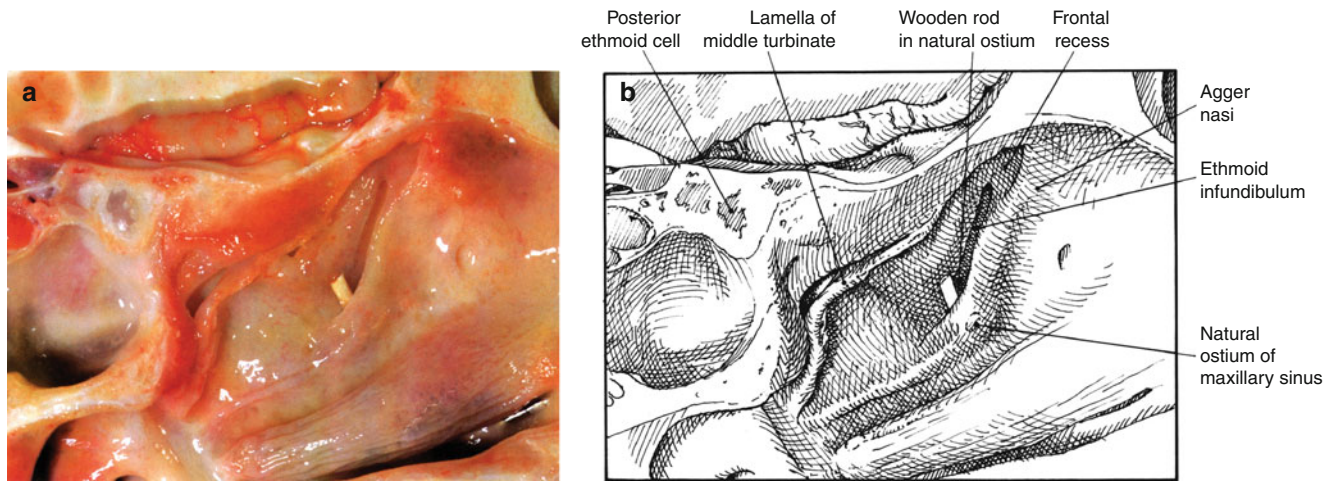 Posterior
ethmoid cell
Lamella of
middle turbinate
Wooden rod
in natural ostium
Frontal
recess
a
b
Agger
nasi
Ethmoid
infundibulum
Natural
ostium of
maxillary sinus